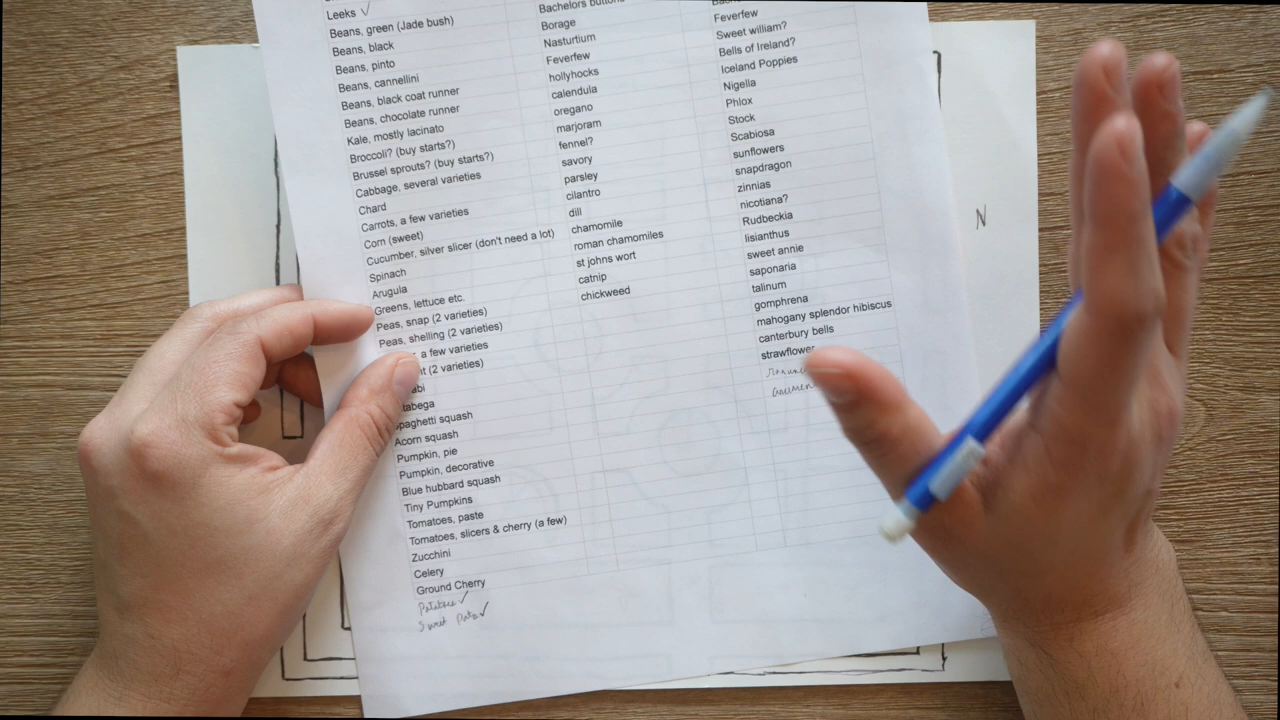 Leeks ✓
Beans, green (Jade bush)
Beans, black
Beans, pinto
Beans, cannellini
Beans, black coat runner
Beans, chocolate runner
Kale, mostly lacinato
Broccoli? (buy starts?)
Brussel sprouts? (buy starts?)
Cabbage, several varieties
Chard
Carrots, a few varieties
Corn (sweet)
Cucumber, silver slicer (don't need a lot)
Spinach
Arugula
Greens, lettuce etc.
Peas, snap (2 varieties)
Peas, shelling (2 varieties)
a few varieties
(2 varieties)
Spaghetti squash
Acorn squash
Pumpkin, pie
Pumpkin, decorative
Blue hubbard squash
Tiny Pumpkins
Tomatoes, paste
Tomatoes, slicers & cherry (a few)
Zucchini
Celery
Ground Cherry
Potatoes ✓
Sweet Pots ✓
Bachelors buttons
Borage
Nasturtium
Feverfew
hollyhocks
calendula
oregano
marjoram
fennel?
savory
parsley
cilantro
dill
chamomile
roman chamomiles
st johns wort
catnip
chickweed
Feverfew
Sweet william?
Bells of Ireland?
Iceland Poppies
Nigella
Phlox
Stock
Scabiosa
sunflowers
snapdragon
zinnias
nicotiana?
Rudbeckia
lisianthus
sweet annie
saponaria
talinum
gomphrena
mahogany splendor hibiscus
canterbury bells
strawflower
N